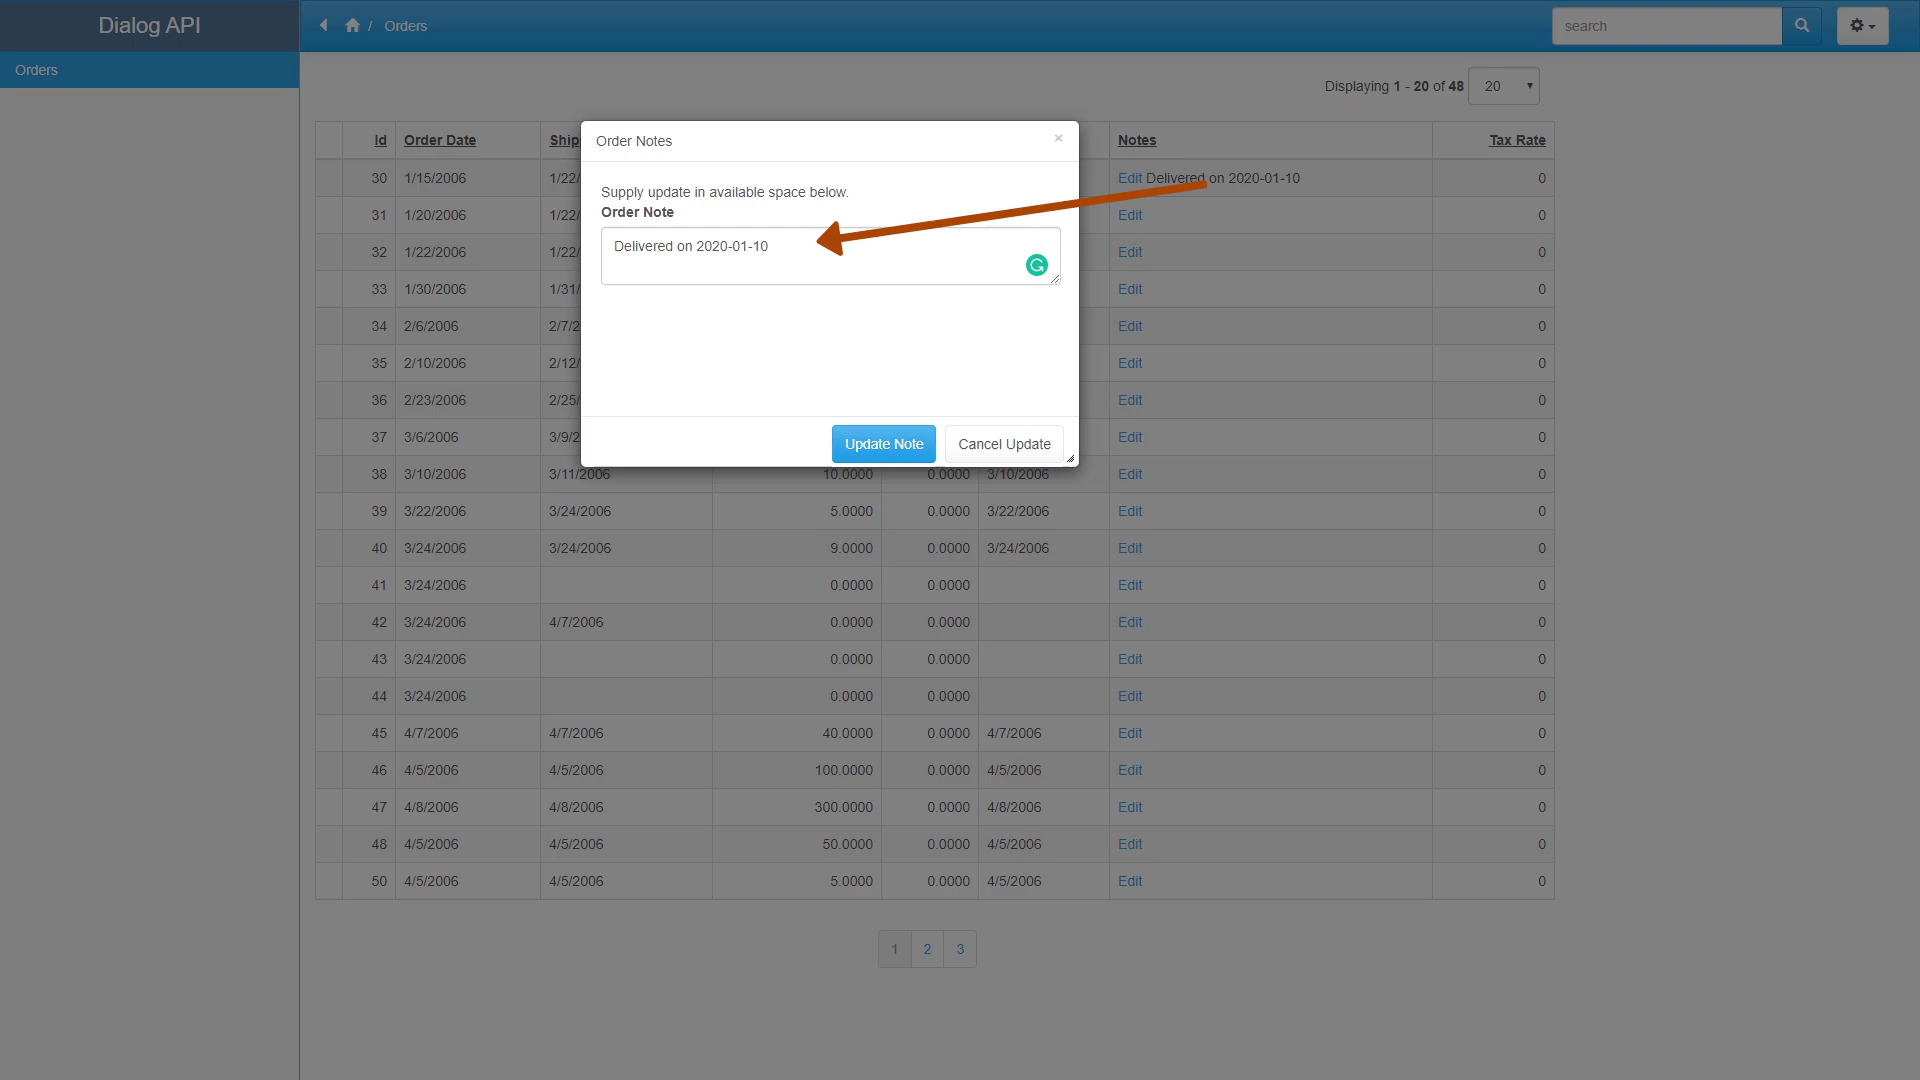 Dialog API
/ Orders
search
Orders
Displaying 1 - 20 of 48 20
Id Order Date Ship Notes Tax Rate
30 1/15/2006 1/22/ Edit Delivered on 2020-01-10 0
31 1/20/2006 1/22/ Edit 0
32 1/22/2006 1/22/ Edit 0
33 1/30/2006 1/31/ Edit 0
34 2/6/2006 2/7/2 Edit 0
35 2/10/2006 2/12/ Edit 0
36 2/23/2006 2/25/ Edit 0
37 3/6/2006 3/9/2 Edit 0
38 3/10/2006 3/11/2006 10.0000 0.0000 3/10/2006 Edit 0
39 3/22/2006 3/24/2006 5.0000 0.0000 3/22/2006 Edit 0
40 3/24/2006 3/24/2006 9.0000 0.0000 3/24/2006 Edit 0
41 3/24/2006 0.0000 0.0000 Edit 0
42 3/24/2006 4/7/2006 0.0000 0.0000 Edit 0
43 3/24/2006 0.0000 0.0000 Edit 0
44 3/24/2006 0.0000 0.0000 Edit 0
45 4/7/2006 4/7/2006 40.0000 0.0000 4/7/2006 Edit 0
46 4/5/2006 4/5/2006 100.0000 0.0000 4/5/2006 Edit 0
47 4/8/2006 4/8/2006 300.0000 0.0000 4/8/2006 Edit 0
48 4/5/2006 4/5/2006 50.0000 0.0000 4/5/2006 Edit 0
50 4/5/2006 4/5/2006 5.0000 0.0000 4/5/2006 Edit 0
1 2 3
Order Notes ×
Supply update in available space below.
Order Note
Delivered on 2020-01-10
Update Note Cancel Update